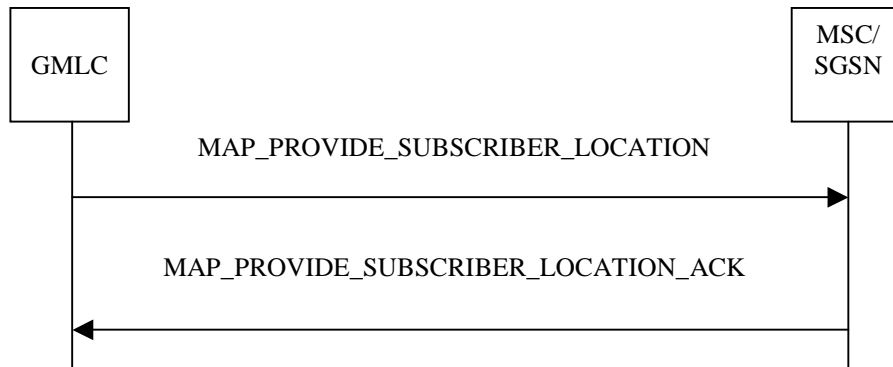 GMLC
MSC/
SGSN
MAP_PROVIDE_SUBSCRIBER_LOCATION
MAP_PROVIDE_SUBSCRIBER_LOCATION_ACK